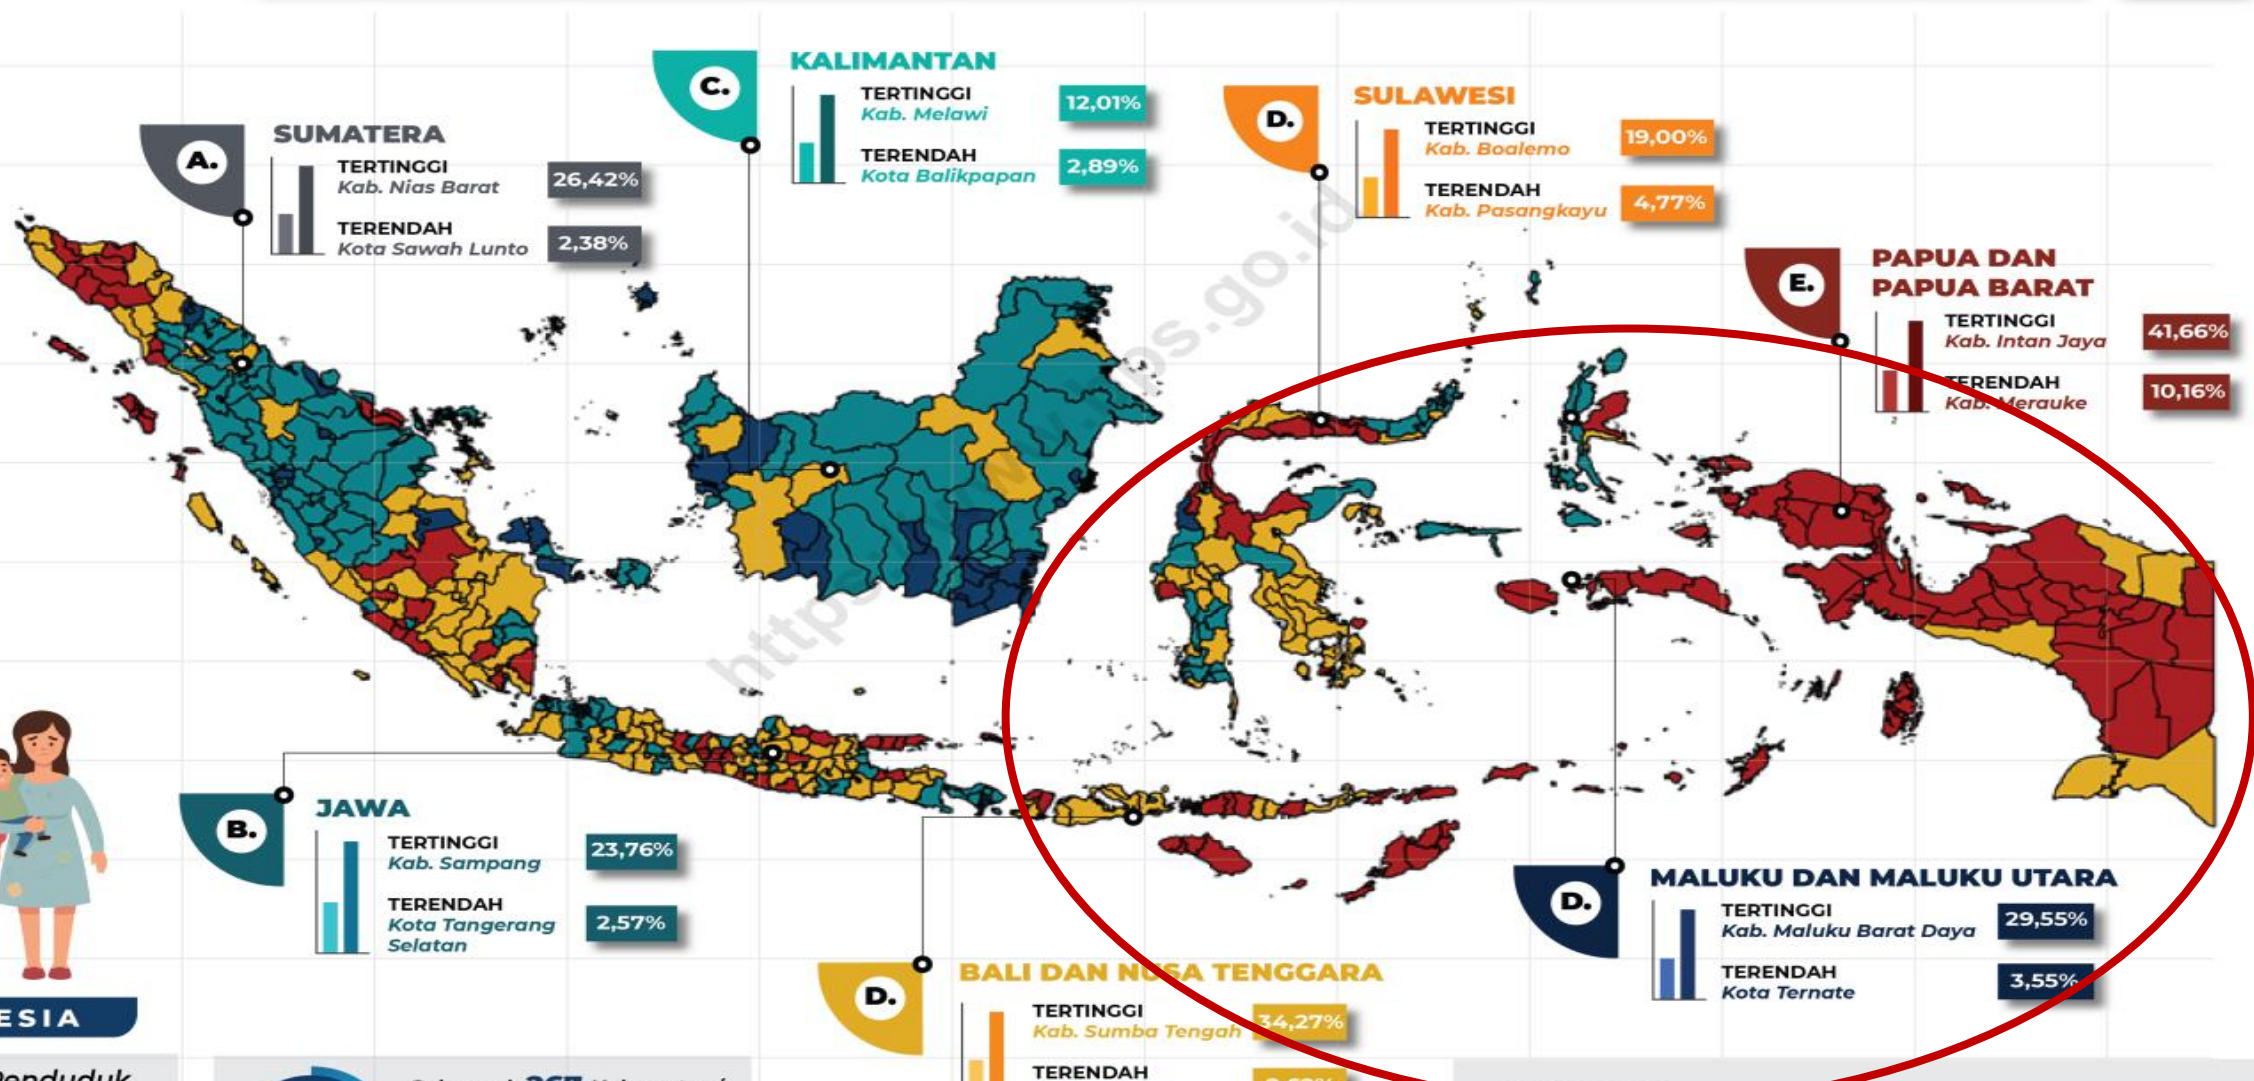 A.
SUMATERA
TERTINGGI
Kab. Nias Barat
26,42%
TERENDAH
Kota Sawah Lunto
2,38%
C.
KALIMANTAN
TERTINGGI
Kab. Melawi
12,01%
TERENDAH
Kota Balikpapan
2,89%
D.
SULAWESI
TERTINGGI
Kab. Boalemo
19,00%
TERENDAH
Kab. Pasangkayu
4,77%
E.
PAPUA DAN
PAPUA BARAT
TERTINGGI
Kab. Intan Jaya
41,66%
TERENDAH
Kab. Merauke
10,16%
2
B.
JAWA
TERTINGGI
Kab. Sampang
23,76%
TERENDAH
Kota Tangerang
Selatan
2,57%
D.
BALI DAN NUSA TENGGARA
TERTINGGI
Kab. Sumba Tengah
34,27%
TERENDAH
D.
MALUKU DAN MALUKU UTARA
TERTINGGI
Kab. Maluku Barat Daya
29,55%
TERENDAH
Kota Ternate
3,55%
ESIA
Penduduk
267